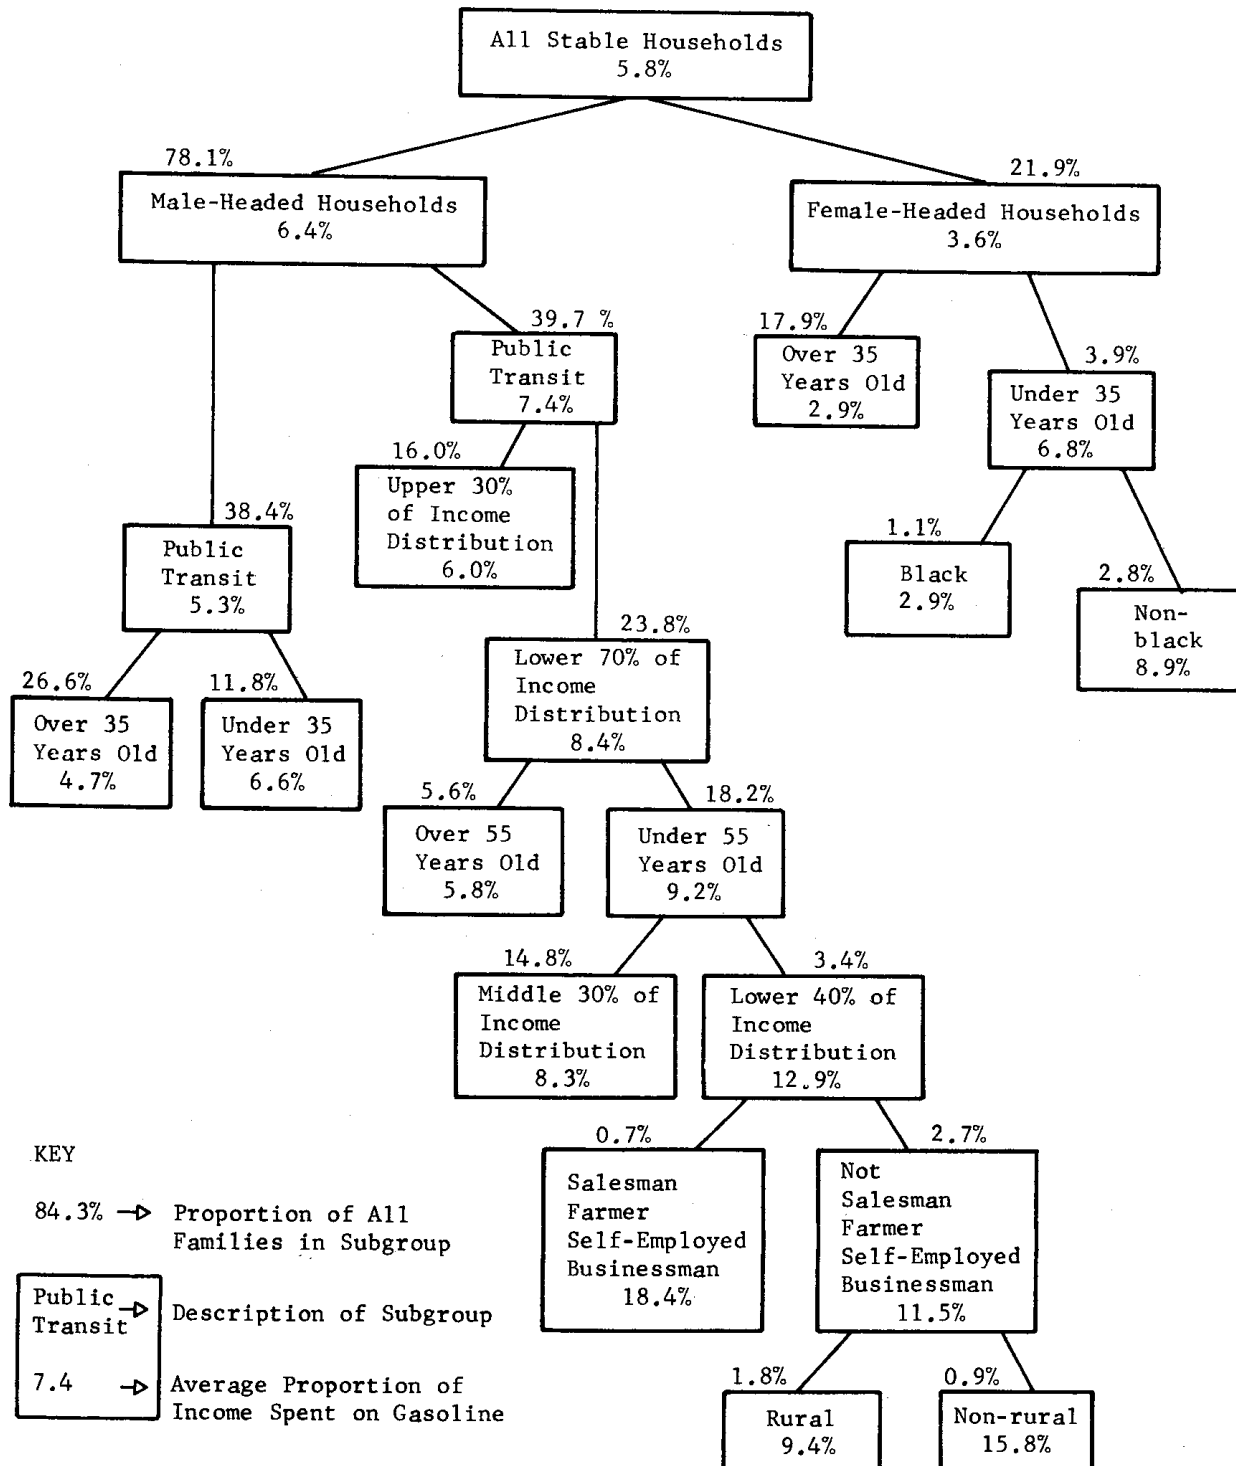 All Stable Households
5.8%
78.1%
Male-Headed Households
6.4%
21.9%
Female-Headed Households
3.6%
39.7 %
Public
Transit
7.4%
17.9%
Over 35
Years Old
2.9%
3.9%
Under 35
Years Old
6.8%
16.0%
Upper 30%
of Income
Distribution
6.0%
38.4%
Public
Transit
5.3%
1.1%
Black
2.9%
2.8%
Non-
black
8.9%
23.8%
Lower 70% of
Income
Distribution
8.4%
26.6%
Over 35
Years Old
4.7%
11.8%
Under 35
Years Old
6.6%
5.6%
Over 55
Years Old
5.8%
18.2%
Under 55
Years Old
9.2%
14.8%
Middle 30% of
Income
Distribution
8.3%
3.4%
Lower 40% of
Income
Distribution
12.9%
0.7%
Salesman
Farmer
Self-Employed
Businessman
18.4%
2.7%
Not
Salesman
Farmer
Self-Employed
Businessman
11.5%
1.8%
Rural
9.4%
0.9%
Non-rural
15.8%
KEY
84.3%
Proportion of All
Families in Subgroup
Public
Transit
Description of Subgroup
7.4
Average Proportion of
Income Spent on Gasoline